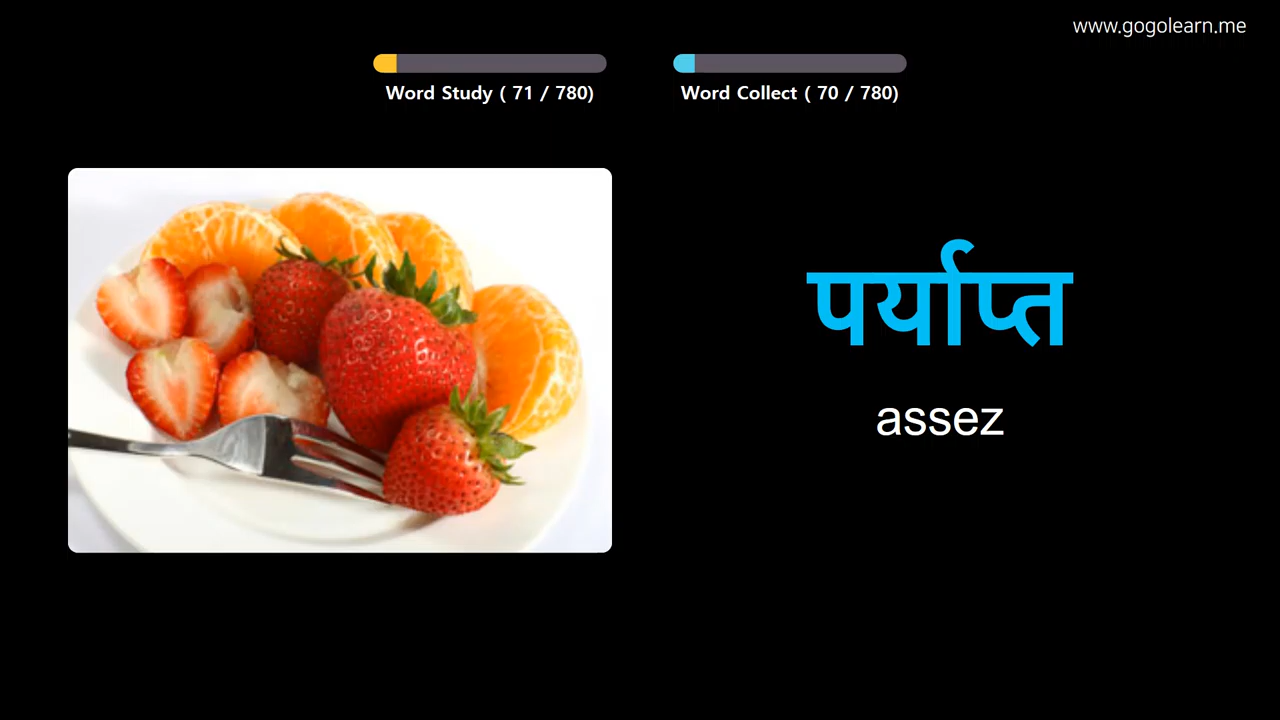 www.gogolearn.me
Word Study ( 71 / 780)
Word Collect ( 70 / 780)
पर्याप्त
assez